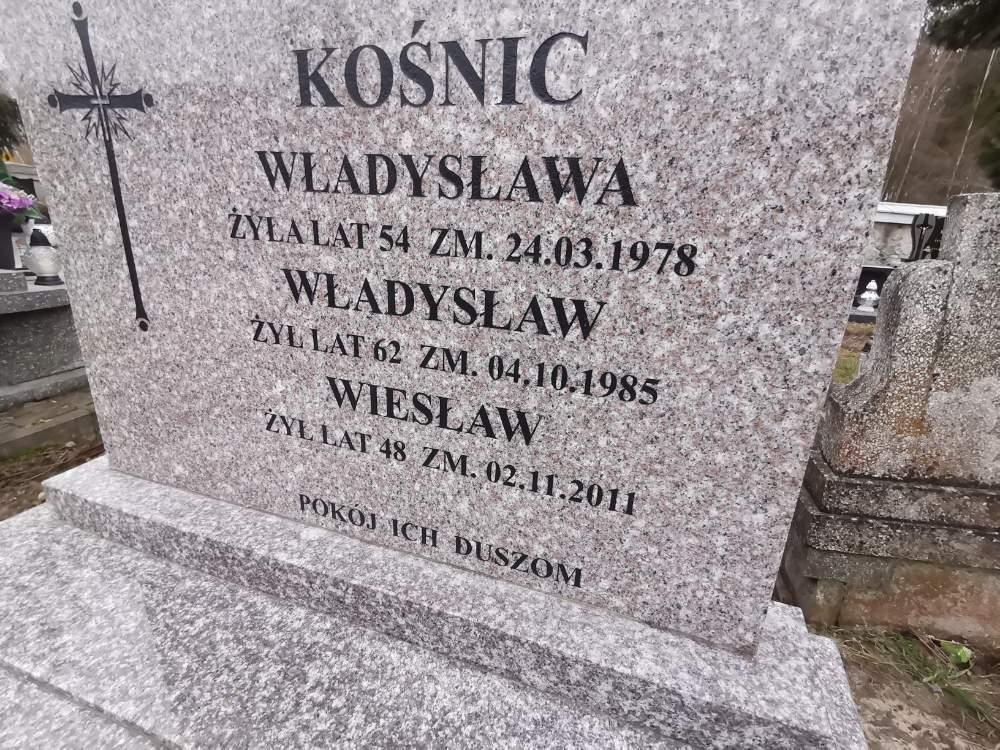 KOŚNIC
WŁADYSŁAWA
ŻYŁA LAT 54 ZM. 24.03.1978
WŁADYSŁAW
ŻYŁ LAT 62 ZM. 04.10.1985
WIESŁAW
ŻYŁ LAT 48 ZM. 02.11.2011
POKÓJ ICH DUSZOM